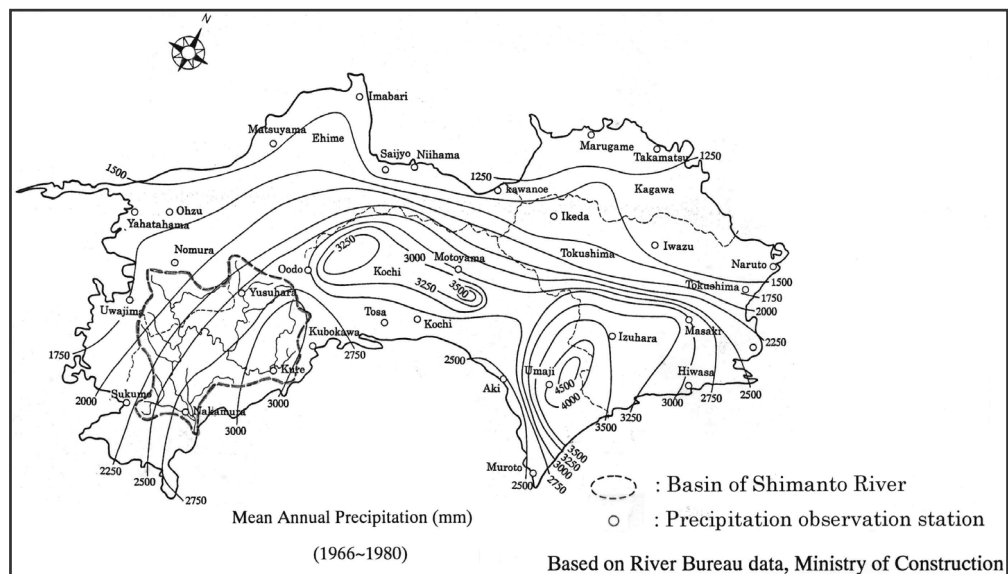 N
Imabari
Matsuyama
Ehime
Marugame
Takamatsu
1250
Saijyo Niihama
1500
1250
kawanoe
Kagawa
Yahatahama
Ohzu
Ikeda
Iwazu
Nomura
3250
3000
Motoyama
Tokushima
Naruto
Oodo
Kochi
1500
Yusuhara
3250
3500
Tokushima
1750
2000
Uwajima
Tosa
Kochi
Masaki
Izuhara
2250
Kubokawa
2750
1750
2500
Umaji
Kure
4500
Hiwasa
Aki
4000
2000
Sukumo
3000
3000
2750
2500
Nakamura
3250
3000
3500
2250
3500
3250
2500
3000
Muroto
2500
2750
2750
: Basin of Shimanto River
Mean Annual Precipitation (mm)
: Precipitation observation station
(1966~1980)
Based on River Bureau data, Ministry of Construction